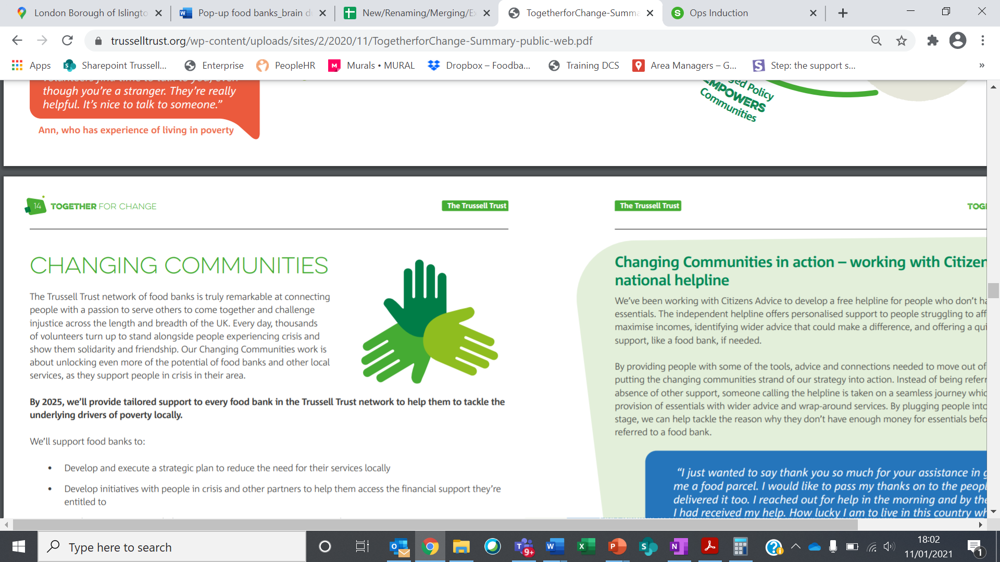 London Borough of Islingto
Pop-up food banks_brain d
New/Renaming/Merging/Ex
TogetherforChange-Summa
Ops Induction
trusselltrust.org/wp-content/uploads/sites/2/2020/11/TogetherforChange-Summary-public-web.pdf
Apps
Sharepoint Trussell...
Enterprise
PeopleHR
Murals • MURAL
Dropbox – Foodba...
Training DCS
Area Managers – G...
Step: the support s...
volunteers find time to talk to you, even
though you're a stranger. They're really
helpful. It's nice to talk to someone."
Ann, who has experience of living in poverty
ged Policy
EMPOWERS
Communities
14 TOGETHER FOR CHANGE
The Trussell Trust
CHANGING COMMUNITIES
The Trussell Trust network of food banks is truly remarkable at connecting
people with a passion to serve others to come together and challenge
injustice across the length and breadth of the UK. Every day, thousands
of volunteers turn up to stand alongside people experiencing crisis and
show them solidarity and friendship. Our Changing Communities work is
about unlocking even more of the potential of food banks and other local
services, as they support people in crisis in their area.
By 2025, we'll provide tailored support to every food bank in the Trussell Trust network to help them to tackle the
underlying drivers of poverty locally.
We'll support food banks to:
• Develop and execute a strategic plan to reduce the need for their services locally
• Develop initiatives with people in crisis and other partners to help them access the financial support they're
entitled to
The Trussell Trust
TOGE
Changing Communities in action – working with Citizen
national helpline
We've been working with Citizens Advice to develop a free helpline for people who don't ha
essentials. The independent helpline offers personalised support to people struggling to aff
maximise incomes, identifying wider advice that could make a difference, and offering a qui
support, like a food bank, if needed.
By providing people with some of the tools, advice and connections needed to move out of
putting the changing communities strand of our strategy into action. Instead of being referr
absence of other support, someone calling the helpline is taken on a seamless journey whic
provision of essentials with wider advice and wrap-around services. By plugging people into
stage, we can help tackle the reason why they don't have enough money for essentials befo
referred to a food bank.
"I just wanted to say thank you so much for your assistance in g
me a food parcel. I would like to pass my thanks on to the peopl
delivered it too. I reached out for help in the morning and by the
I had received my help. How lucky I am to live in this country wh
Type here to search
9+
18:02
11/01/2021
1